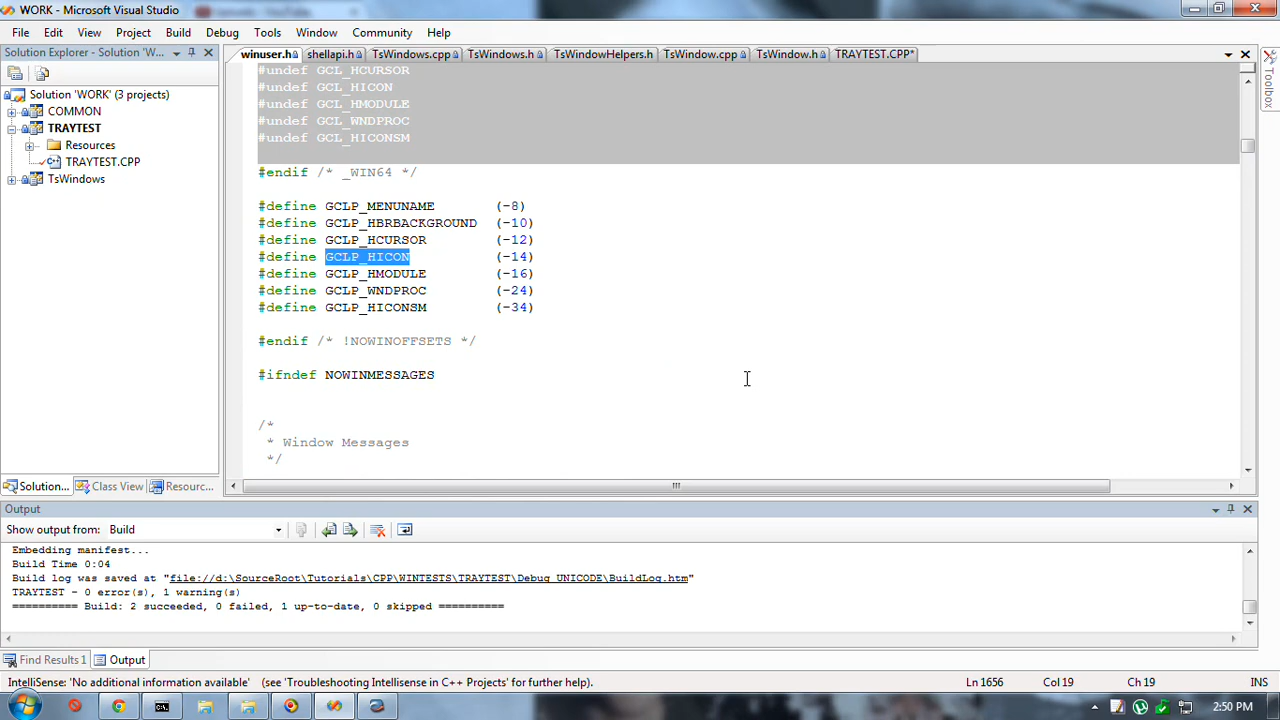 WORK - Microsoft Visual Studio
File Edit View Project Build Debug Tools Window Community Help
Solution Explorer - Solution 'W...
winuser.h shellapi.h TsWindows.cpp TsWindows.h TsWindowHelpers.h TsWindow.cpp TsWindow.h TRAYTEST.CPP*
Toolbox
Solution 'WORK' (3 projects)
COMMON
TRAYTEST
Resources
TRAYTEST.CPP
TsWindows
#undef GCL_HCURSOR
#undef GCL_HICON
#undef GCL_HMODULE
#undef GCL_WNDPROC
#undef GCL_HICONSM
#endif /* _WIN64 */
#define GCLP_MENUNAME (-8)
#define GCLP_HBRBACKGROUND (-10)
#define GCLP_HCURSOR (-12)
#define GCLP_HICON (-14)
#define GCLP_HMODULE (-16)
#define GCLP_WNDPROC (-24)
#define GCLP_HICONSM (-34)
#endif /* !NOWINOFFSETS */
#ifndef NOWINMESSAGES
/*
* Window Messages
*/
Solution... Class View Resourc...
Output
Show output from: Build
Embedding manifest...
Build Time 0:04
Build log was saved at "file://d:\SourceRoot\Tutorials\CPP\WINTESTS\TRAYTEST\Debug_UNICODE\BuildLog.htm"
TRAYTEST - 0 error(s), 1 warning(s)
========== Build: 2 succeeded, 0 failed, 1 up-to-date, 0 skipped ==========
Find Results 1 Output
IntelliSense: 'No additional information available' (see 'Troubleshooting Intellisense in C++ Projects' for further help). Ln 1656 Col 19 Ch 19 INS
2:50 PM